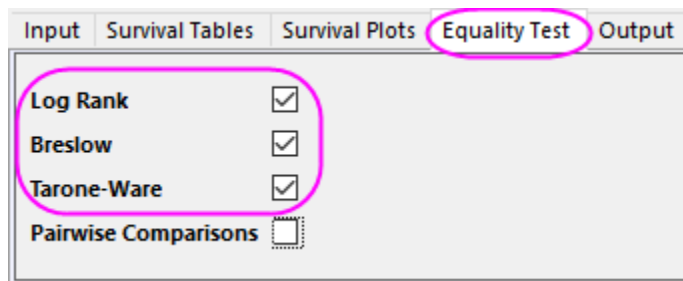 Input Survival Tables Survival Plots Equality Test Output
Log Rank
Breslow
Tarone-Ware
Pairwise Comparisons